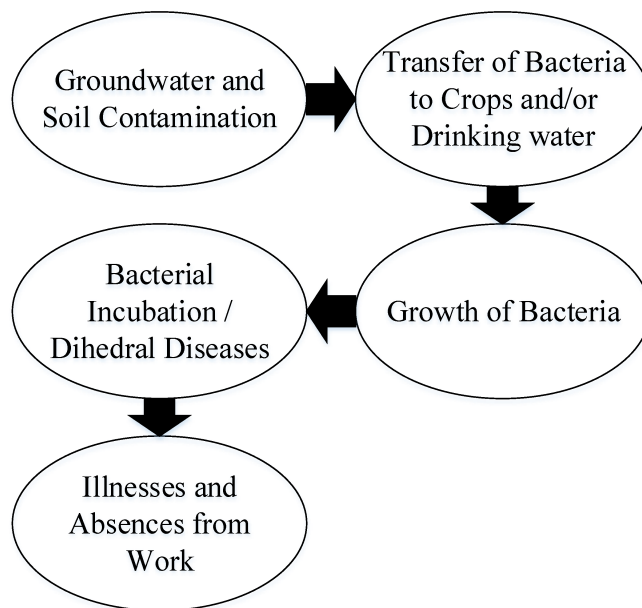 Groundwater and
Soil Contamination
Transfer of Bacteria
to Crops and/or
Drinking water
Growth of Bacteria
Bacterial
Incubation /
Dihedral Diseases
Illnesses and
Absences from
Work